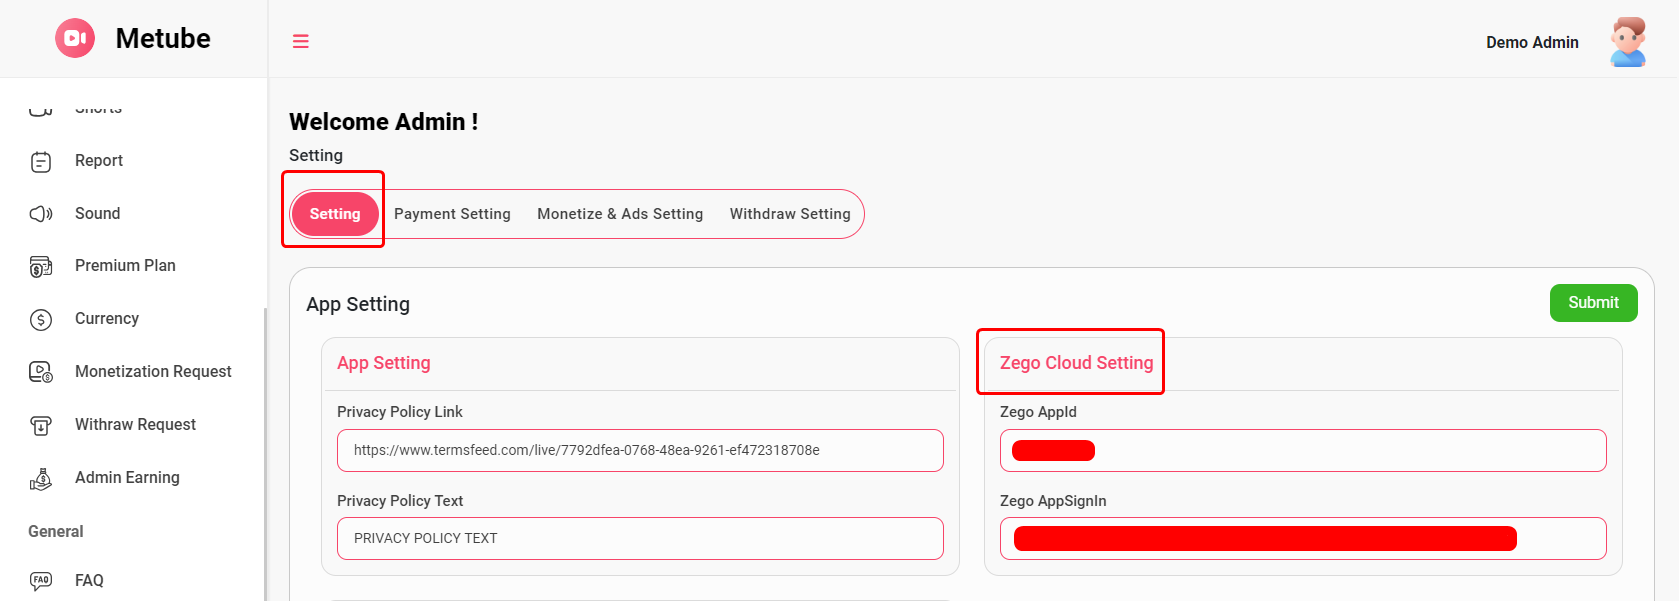 Metube
Demo Admin
Shorts
Report
Sound
Premium Plan
Currency
Monetization Request
Withraw Request
Admin Earning
General
FAQ
FAQ
Welcome Admin !
Setting
Setting
Payment Setting
Monetize & Ads Setting
Withdraw Setting
App Setting
Submit
App Setting
Privacy Policy Link
https://www.termsfeed.com/live/7792dfea-0768-48ea-9261-ef472318708e
Privacy Policy Text
PRIVACY POLICY TEXT
Zego Cloud Setting
Zego AppId
Zego AppSignIn